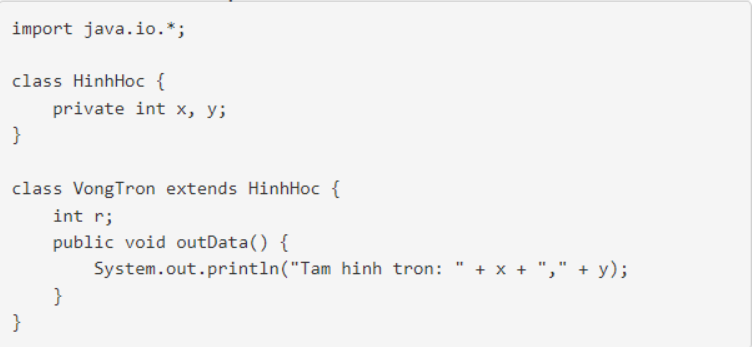 import java.io.*;
class HinhHoc {
    private int x, y;
}
class VongTron extends HinhHoc {
    int r;
    public void outData() {
        System.out.println("Tam hinh tron: " + x + "," + y);
    }
}